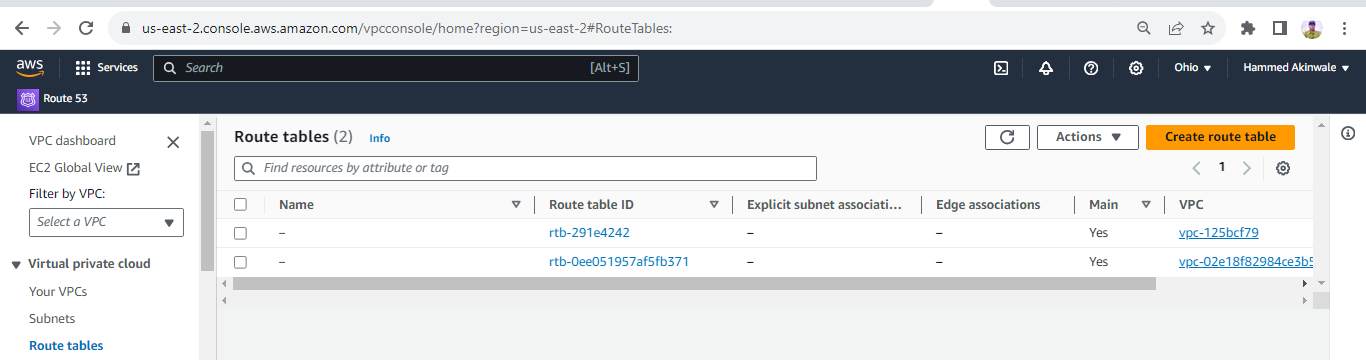 us-east-2.console.aws.amazon.com/vpcconsole/home?region=us-east-2#RouteTables:
aws Services Search [Alt+S] Ohio Hammed Akinwale
Route 53
VPC dashboard
EC2 Global View
Filter by VPC:
Select a VPC
Virtual private cloud
Your VPCs
Subnets
Route tables
Route tables (2) Info Actions Create route table
Find resources by attribute or tag 1
Name Route table ID Explicit subnet associati... Edge associations Main VPC
– rtb-291e4242 – – Yes vpc-125bcf79
– rtb-0ee051957af5fb371 – – Yes vpc-02e18f82984ce3b5